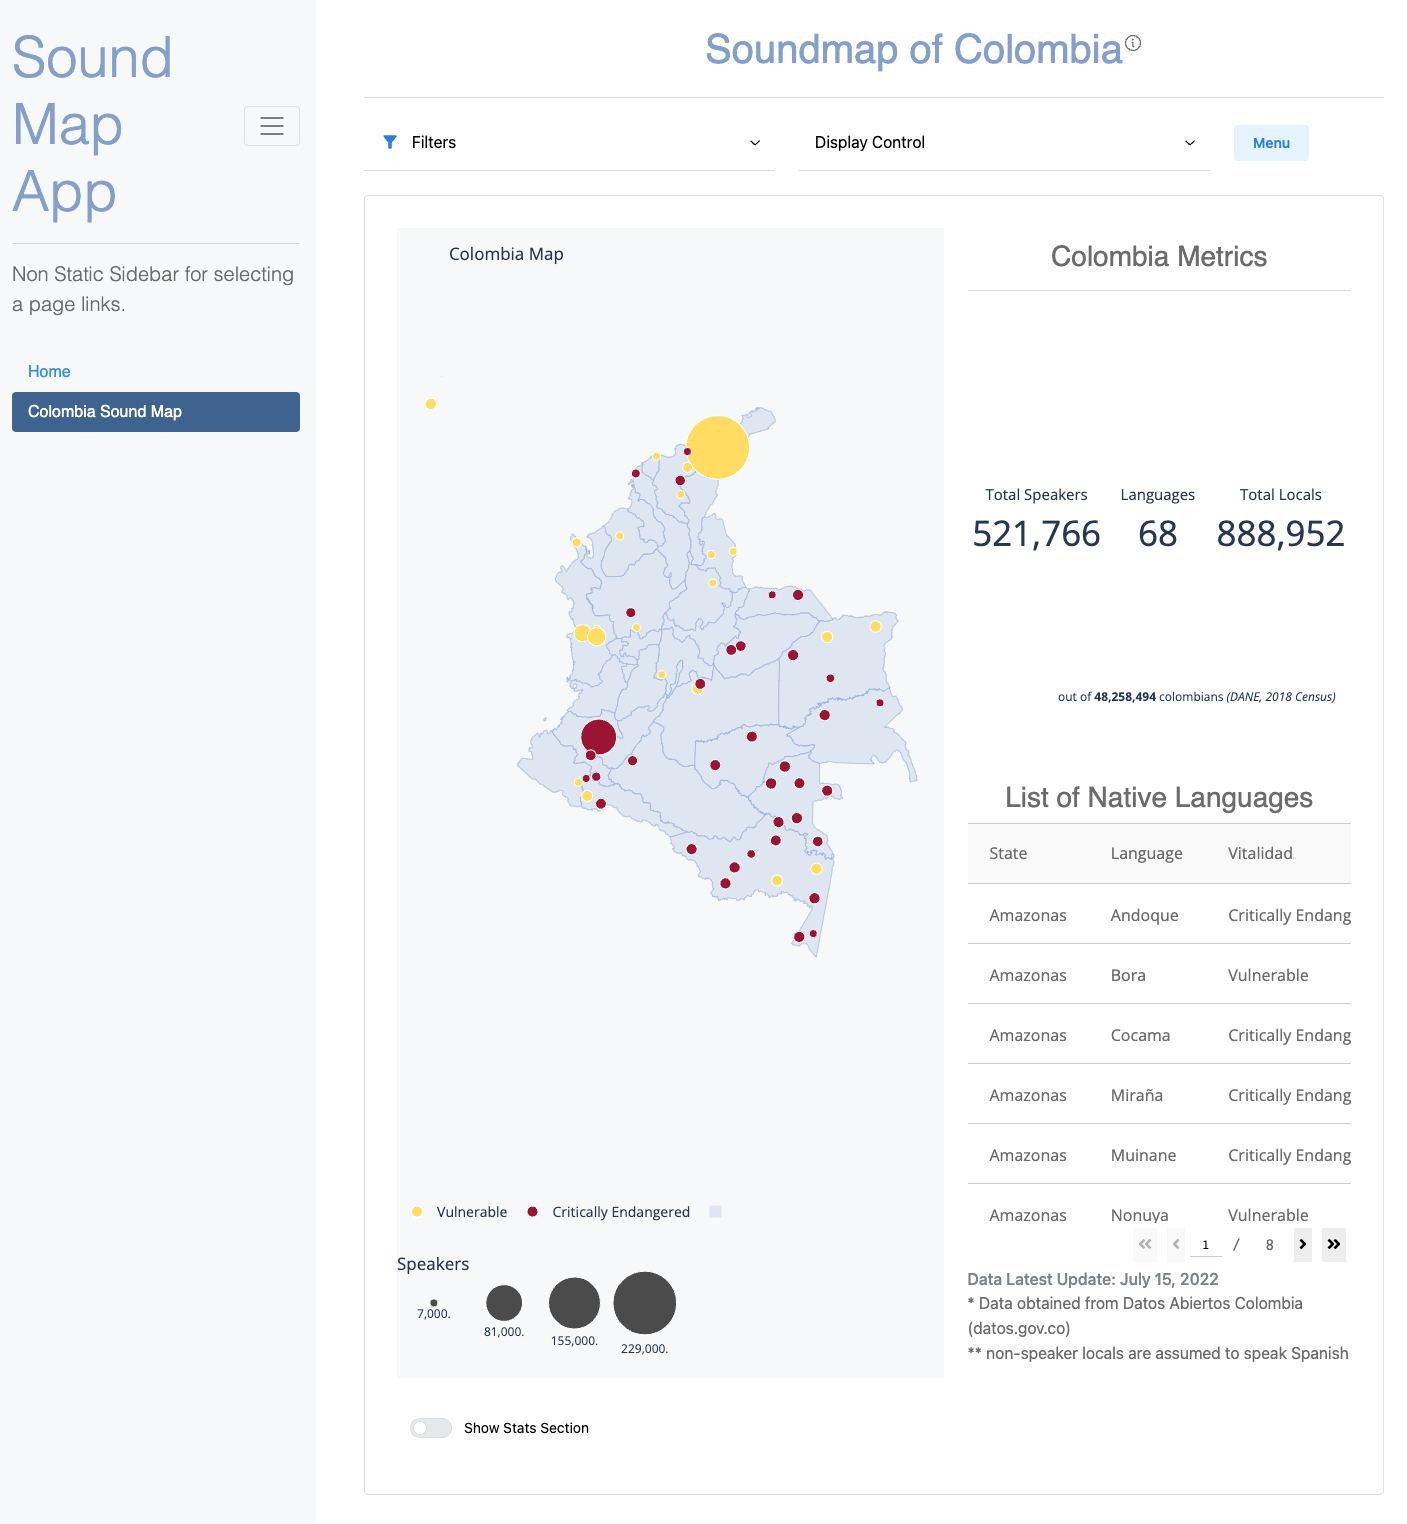 Sound
Map
App
Non Static Sidebar for selecting
a page links.
Home
Colombia Sound Map
Soundmap of Colombia
Filters
Display Control
Menu
Colombia Map
Vulnerable
Critically Endangered
Speakers
7,000.
81,000.
155,000.
229,000.
Show Stats Section
Colombia Metrics
Total Speakers Languages Total Locals
521,766 68 888,952
out of 48,258,494 colombians (DANE, 2018 Census)
List of Native Languages
State Language Vitalidad
Amazonas Andoque Critically Endang
Amazonas Bora Vulnerable
Amazonas Cocama Critically Endang
Amazonas Miraña Critically Endang
Amazonas Muinane Critically Endang
Amazonas Nonuya Vulnerable
1 / 8
Data Latest Update: July 15, 2022
* Data obtained from Datos Abiertos Colombia
(datos.gov.co)
** non-speaker locals are assumed to speak Spanish